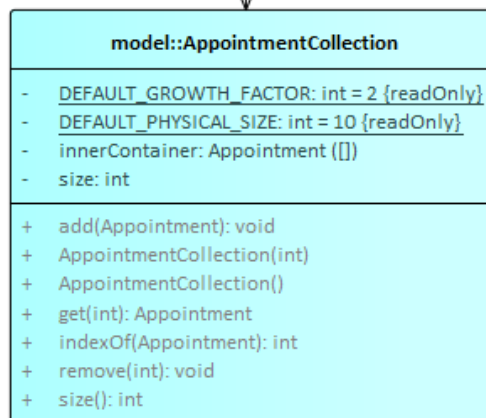 model::AppointmentCollection
- DEFAULT_GROWTH_FACTOR: int = 2 {readOnly}
- DEFAULT_PHYSICAL_SIZE: int = 10 {readOnly}
- innerContainer: Appointment ([])
- size: int
+ add(Appointment): void
+ AppointmentCollection(int)
+ AppointmentCollection()
+ get(int): Appointment
+ indexOf(Appointment): int
+ remove(int): void
+ size(): int